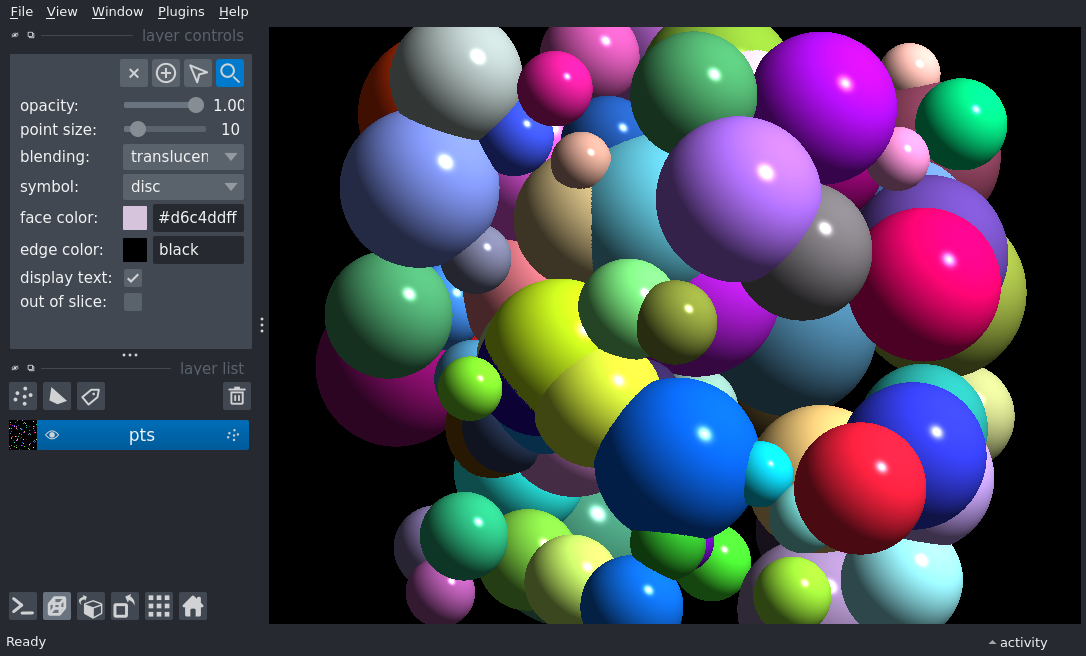 File View Window Plugins Help
layer controls
opacity: 1.00
point size: 10
blending: translucen
symbol: disc
face color: #d6c4ddff
edge color: black
display text:
out of slice:
layer list
pts
Ready activity